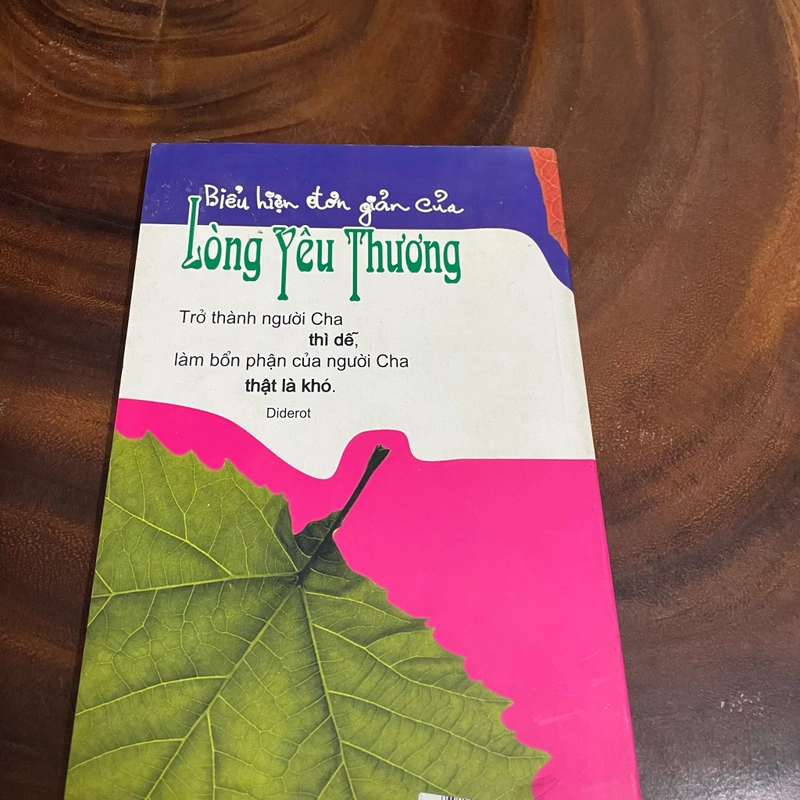 Biểu hiện đơn giản của
Lòng Yêu Thương
Trở thành người Cha
thì dễ,
làm bổn phận của người Cha
thật là khó.
Diderot